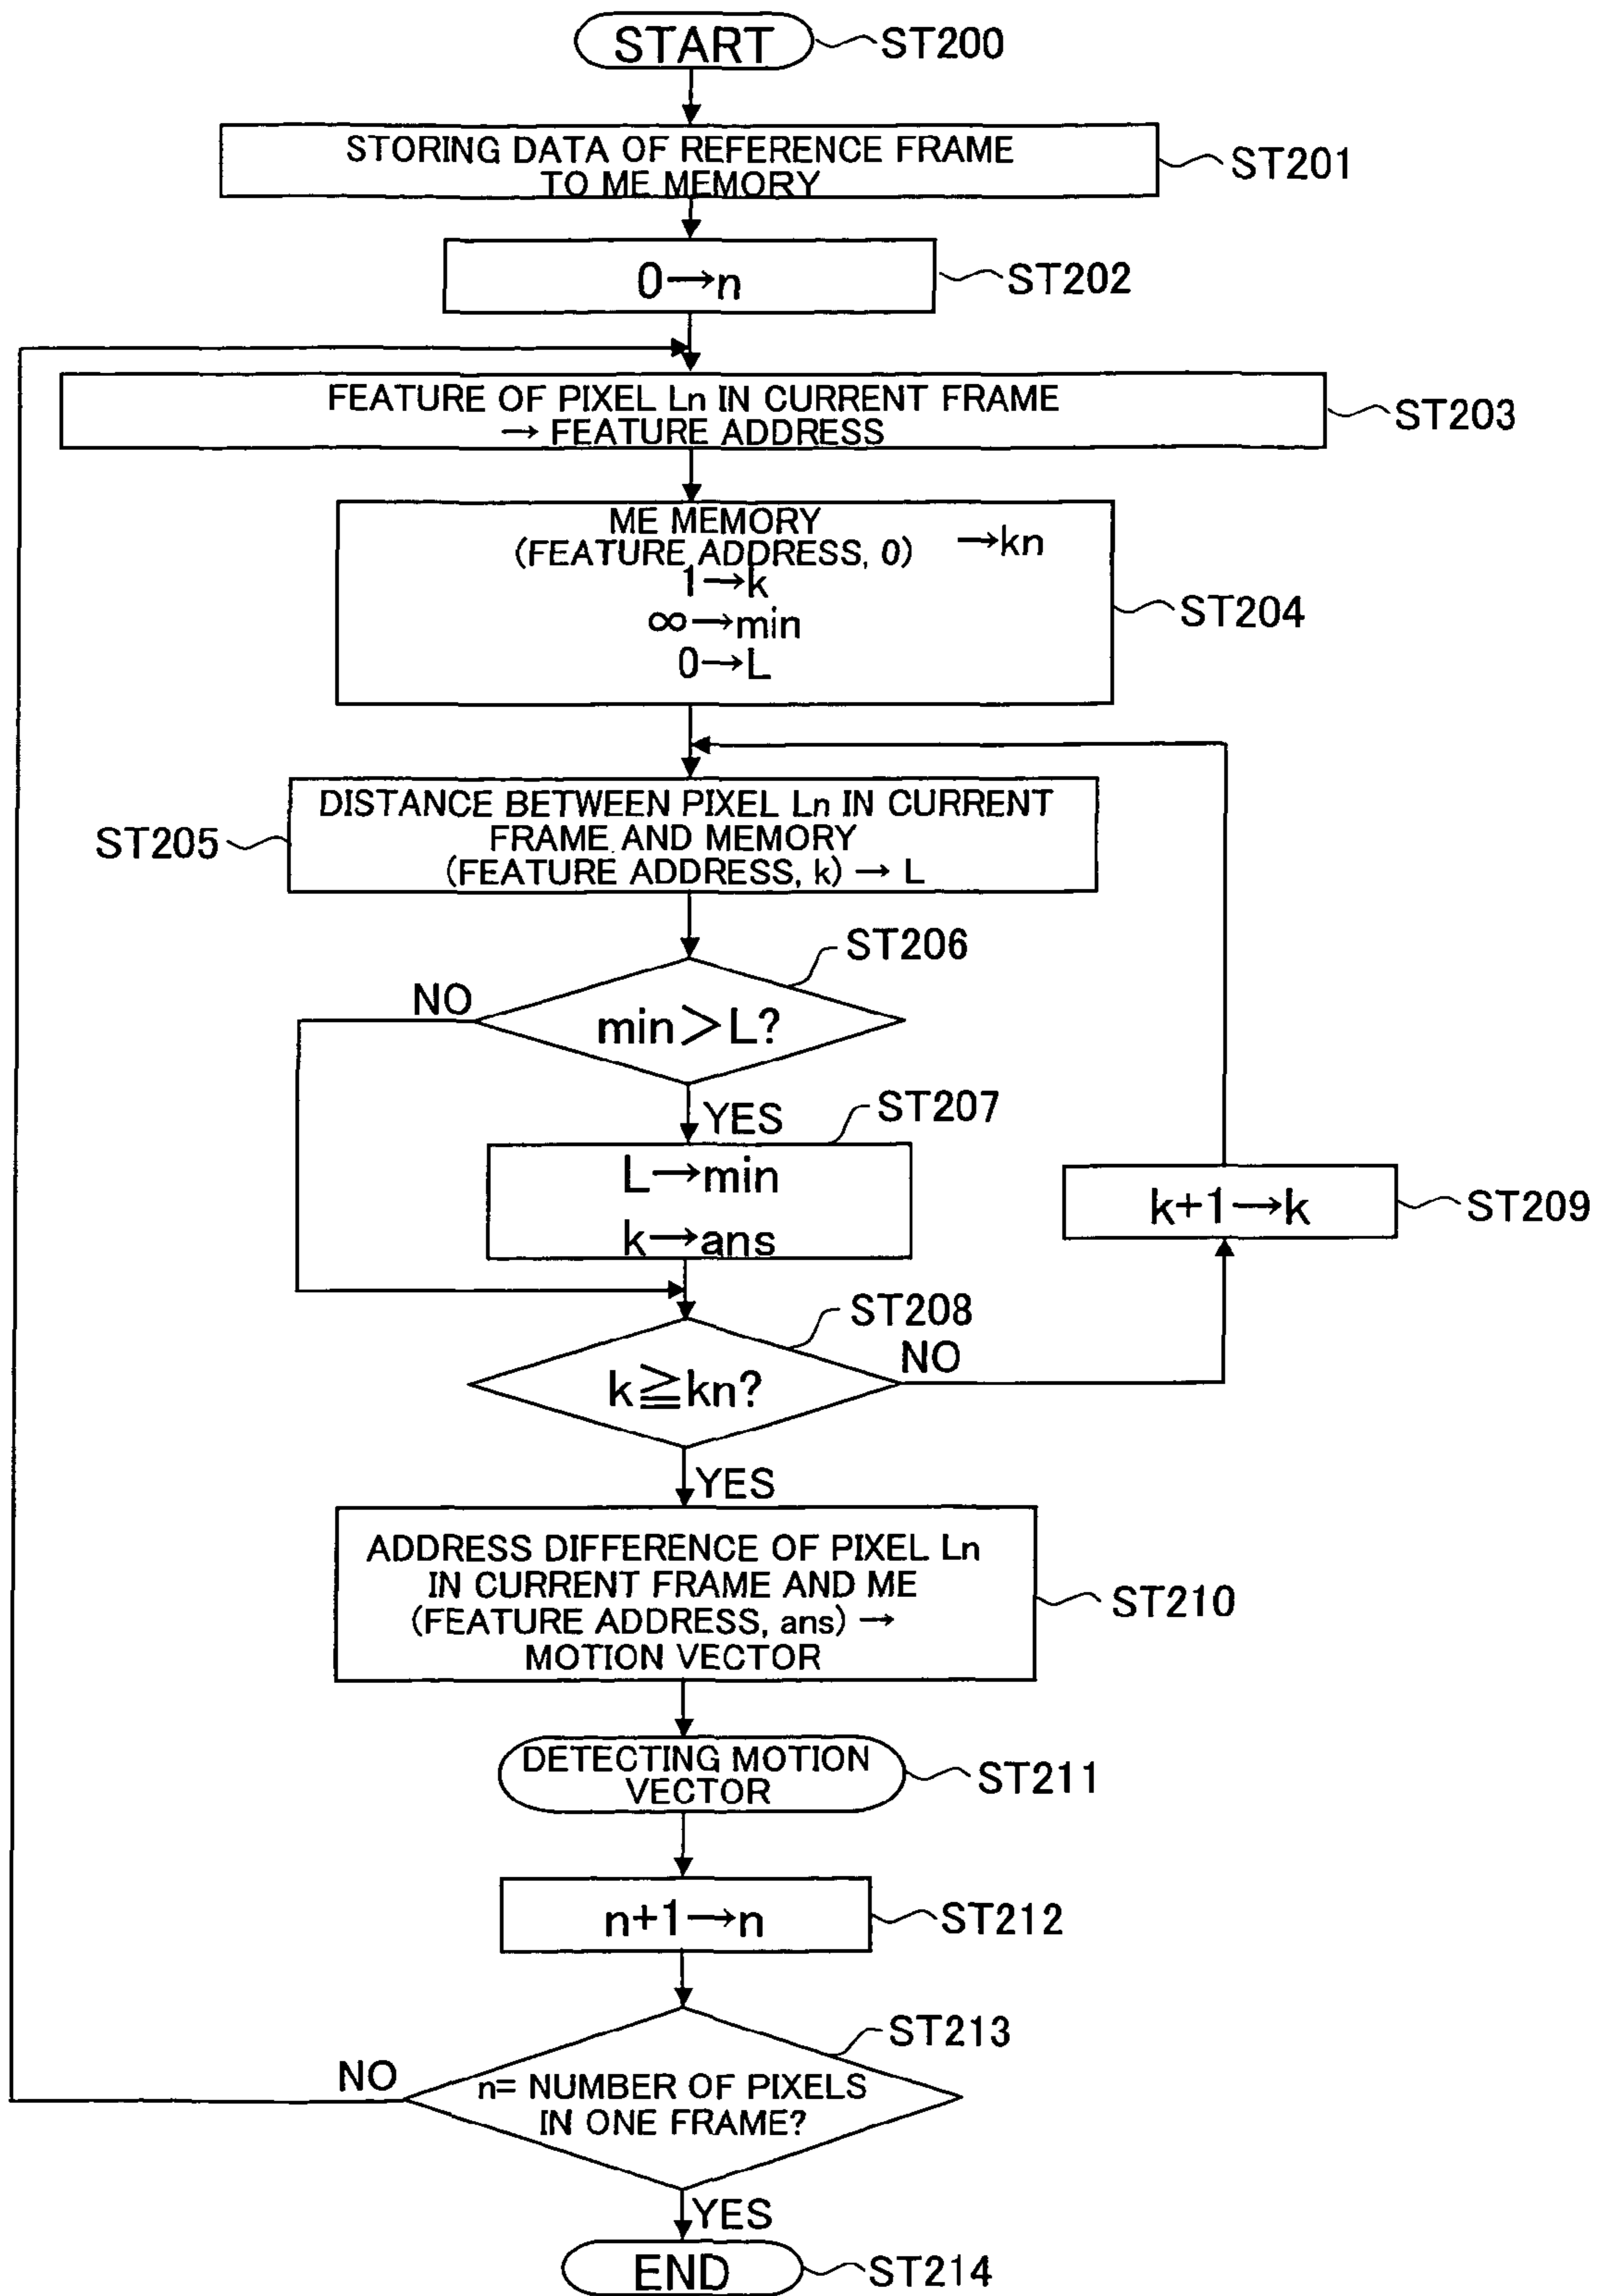 START
ST200
STORING DATA OF REFERENCE FRAME
TO ME MEMORY
ST201
0→n
ST202
FEATURE OF PIXEL Ln IN CURRENT FRAME
→ FEATURE ADDRESS
ST203
ME MEMORY
(FEATURE ADDRESS, 0) →kn
1→k
∞→min
0→L
ST204
DISTANCE BETWEEN PIXEL Ln IN CURRENT
FRAME AND MEMORY
(FEATURE ADDRESS, k) → L
ST205
ST206
NO
min>L?
YES
ST207
L→min
k→ans
k+1→k
ST209
ST208
k≧kn?
NO
YES
ADDRESS DIFFERENCE OF PIXEL Ln
IN CURRENT FRAME AND ME
(FEATURE ADDRESS, ans) →
MOTION VECTOR
ST210
DETECTING MOTION
VECTOR
ST211
n+1→n
ST212
ST213
NO
n= NUMBER OF PIXELS
IN ONE FRAME?
YES
END
ST214